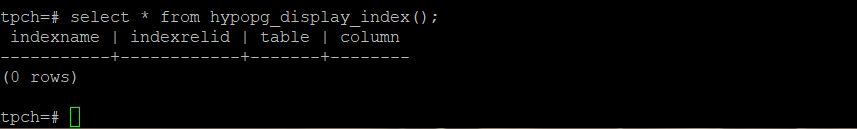 tpch=# select * from hypopg_display_index();
 indexname | indexrelid | table | column
-----------+------------+-------+--------
(0 rows)
tpch=#